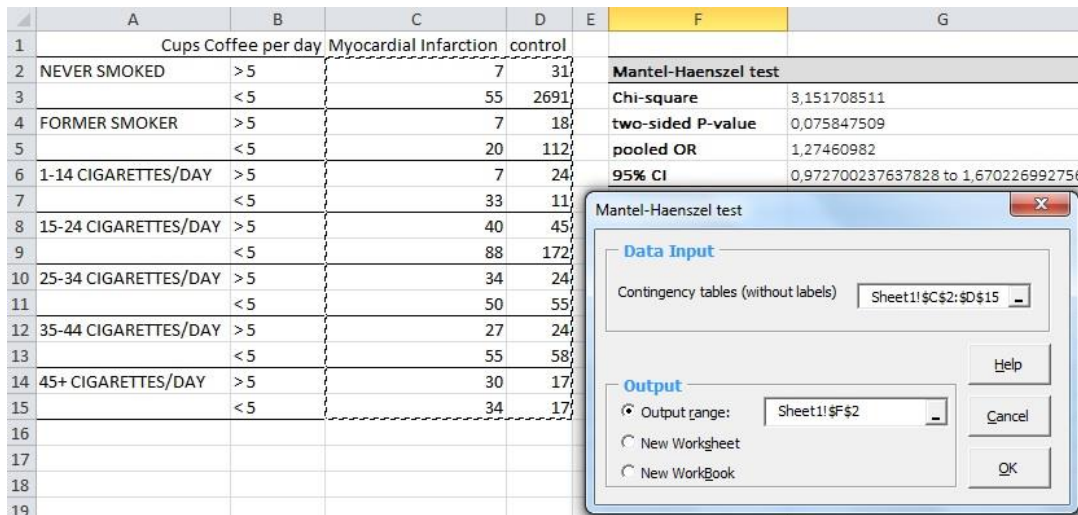 A B C D E F G
1 Cups Coffee per day Myocardial Infarction control
2 NEVER SMOKED > 5 7 31 Mantel-Haenszel test
3 < 5 55 2691 Chi-square 3,151708511
4 FORMER SMOKER > 5 7 18 two-sided P-value 0,075847509
5 < 5 20 112 pooled OR 1,27460982
6 1-14 CIGARETTES/DAY > 5 7 24 95% CI 0,972700237637828 to 1,67022699275
7 < 5 33 11
8 15-24 CIGARETTES/DAY > 5 40 45
9 < 5 88 172
10 25-34 CIGARETTES/DAY > 5 34 24
11 < 5 50 55
12 35-44 CIGARETTES/DAY > 5 27 24
13 < 5 55 58
14 45+ CIGARETTES/DAY > 5 30 17
15 < 5 34 17
16
17
18
19
Mantel-Haenszel test
x
Data Input
Contingency tables (without labels) Sheet1!$C$2:$D$15 _
Help
Output
Output range: Sheet1!$F$2 _
Cancel
New Worksheet
New WorkBook
OK